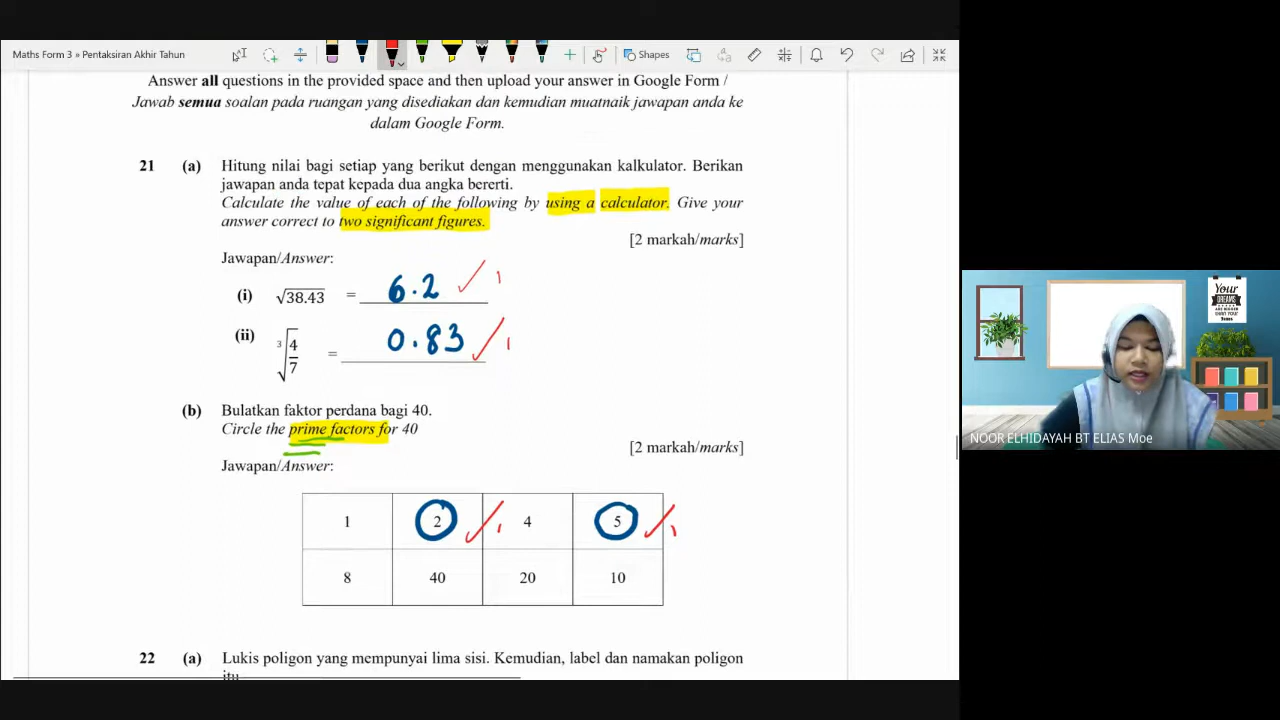 Maths Form 3 » Pentaksiran Akhir Tahun
Shapes
Answer all questions in the provided space and then upload your answer in Google Form /
Jawab semua soalan pada ruangan yang disediakan dan kemudian muatnaik jawapan anda ke
dalam Google Form.
21 (a) Hitung nilai bagi setiap yang berikut dengan menggunakan kalkulator. Berikan
jawapan anda tepat kepada dua angka bererti.
Calculate the value of each of the following by using a calculator. Give your
answer correct to two significant figures.
[2 markah/marks]
Jawapan/Answer:
(i) √38.43 = 6.2 ✓ 1
(ii) ∛(4/7) = 0.83 ✓ 1
(b) Bulatkan faktor perdana bagi 40.
Circle the prime factors for 40
[2 markah/marks]
Jawapan/Answer:
1 2 ✓ 1 4 5 ✓ 1
8 40 20 10
22 (a) Lukis poligon yang mempunyai lima sisi. Kemudian, label dan namakan poligon
itu
Your
DREAMS
NOOR ELHIDAYAH BT ELIAS Moe